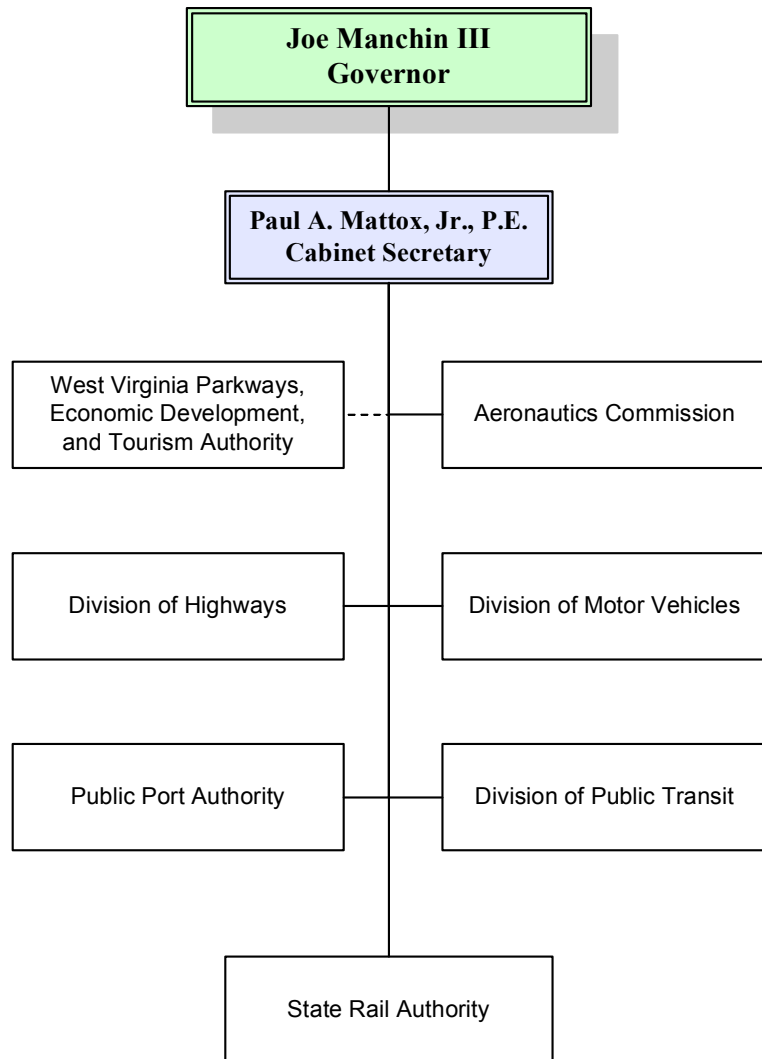 Joe Manchin III
Governor
Paul A. Mattox, Jr., P.E.
Cabinet Secretary
West Virginia Parkways,
Economic Development,
and Tourism Authority
Aeronautics Commission
Division of Highways
Division of Motor Vehicles
Public Port Authority
Division of Public Transit
State Rail Authority